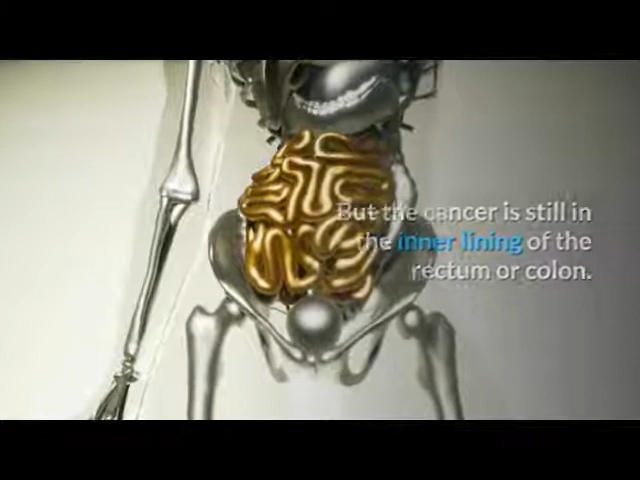 But the cancer is still in
the inner lining of the
rectum or colon.